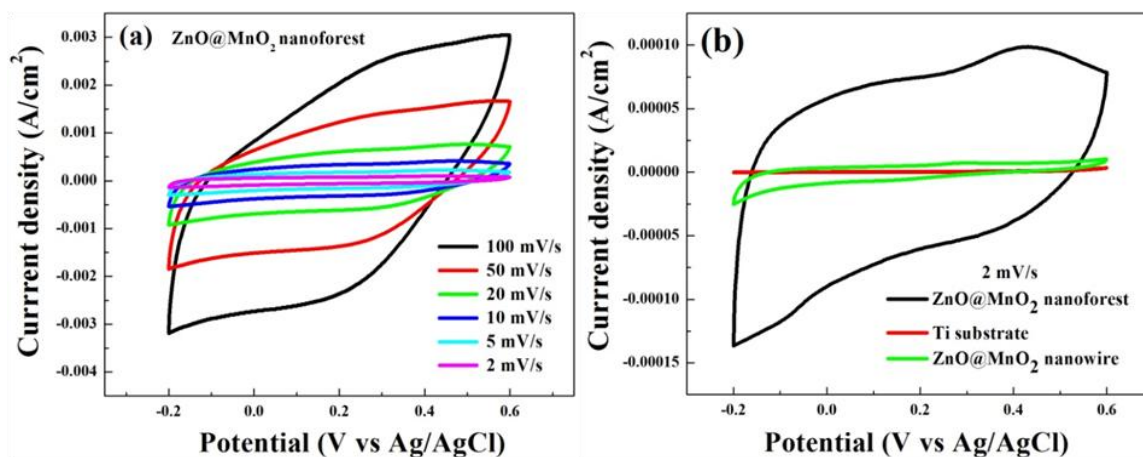 (a) ZnO@MnO₂ nanoforest
0.003
0.002
0.001
0.000
-0.001
-0.002
-0.003
-0.004
Currrent density (A/cm²)
100 mV/s
50 mV/s
20 mV/s
10 mV/s
5 mV/s
2 mV/s
-0.2 0.0 0.2 0.4 0.6
Potential (V vs Ag/AgCl)
(b)
0.00010
0.00005
0.00000
-0.00005
-0.00010
-0.00015
Currrent density (A/cm²)
2 mV/s
ZnO@MnO₂ nanoforest
Ti substrate
ZnO@MnO₂ nanowire
-0.2 0.0 0.2 0.4 0.6
Potential (V vs Ag/AgCl)